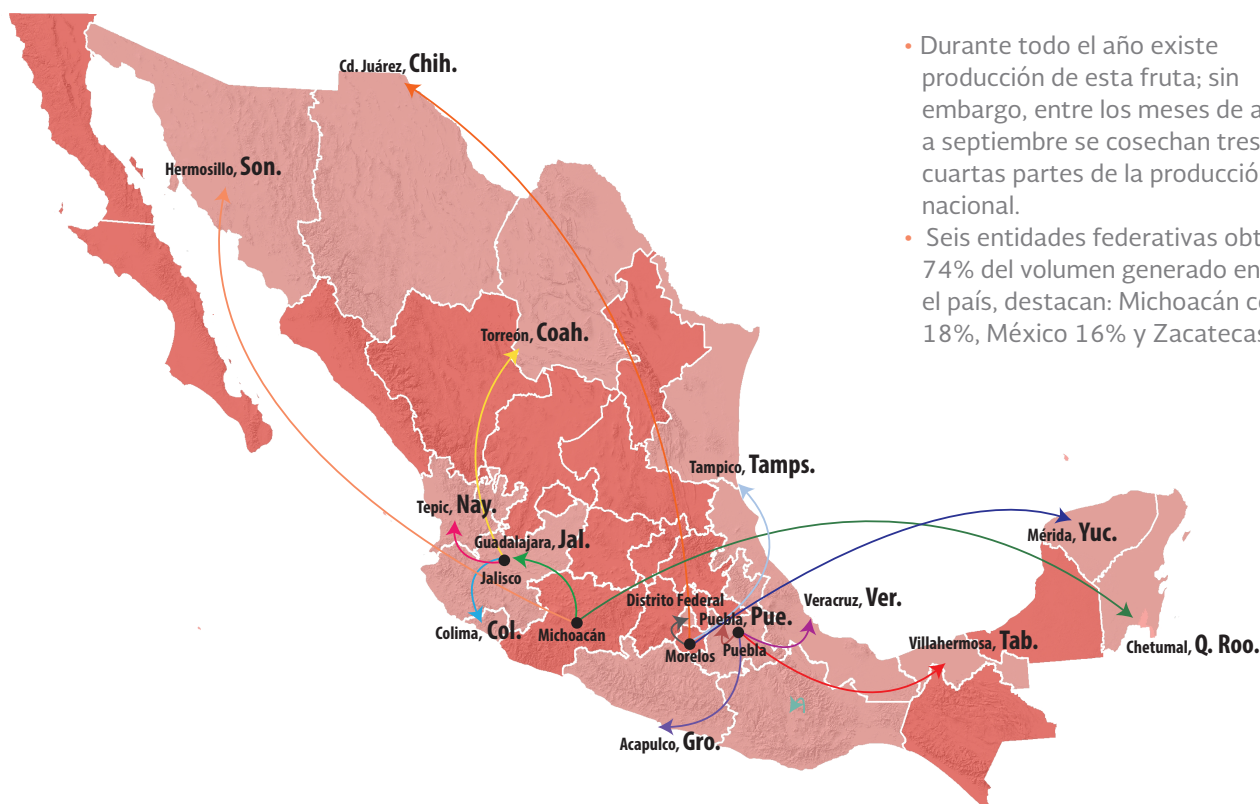 • Durante todo el año existe
producción de esta fruta; sin
embargo, entre los meses de
a septiembre se cosechan tres
cuartas partes de la
nacional.
• Seis entidades federativas
74% del volumen generado en
el país, destacan: Michoacán
18%, México 16% y Zacatecas
Cd. Juárez, Chih.
Hermosillo, Son.
Torreón, Coah.
Tampico, Tamps.
Tepic, Nay.
Guadalajara, Jal.
Jalisco
Mérida, Yuc.
Distrito Federal
Veracruz, Ver.
Puebla, Pue.
Colima, Col.
Michoacán
Morelos
Puebla
Villahermosa, Tab.
Chetumal, Q. Roo.
Acapulco, Gro.